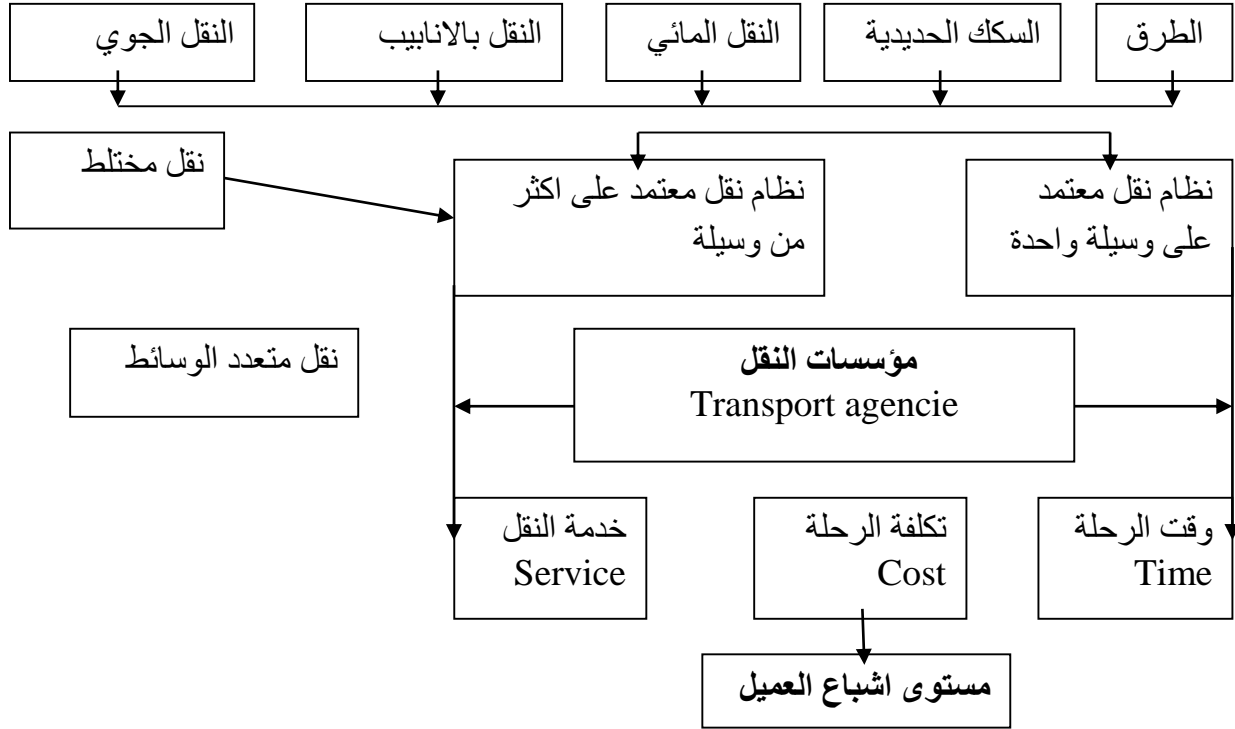 الطرق
السكك الحديدية
النقل المائي
النقل بالانابيب
النقل الجوي
نظام نقل معتمد
على وسيلة واحدة
نظام نقل معتمد على اكثر
من وسيلة
نقل مختلط
مؤسسات النقل
Transport agencie
نقل متعدد الوسائط
وقت الرحلة
Time
تكلفة الرحلة
Cost
خدمة النقل
Service
مستوى اشباع العميل